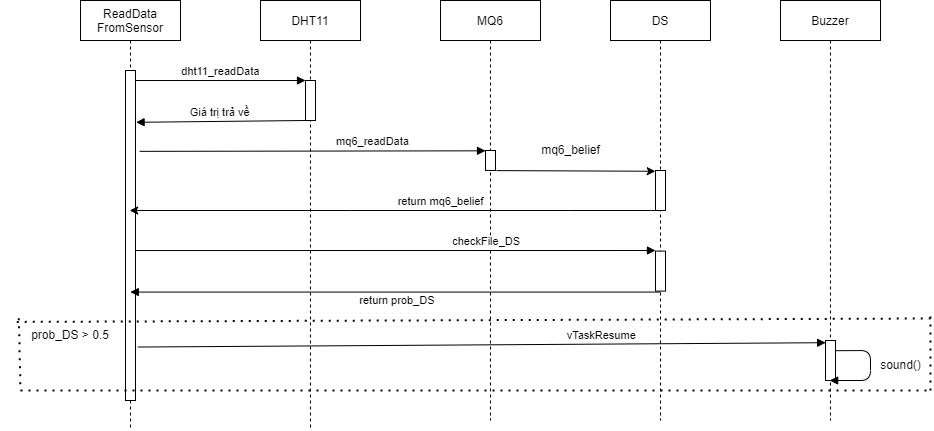 ReadData
FromSensor
DHT11
MQ6
DS
Buzzer
dht11_readData
Giá trị trả về
mq6_readData
mq6_belief
return mq6_belief
checkFile_DS
return prob_DS
prob_DS > 0.5
vTaskResume
sound()